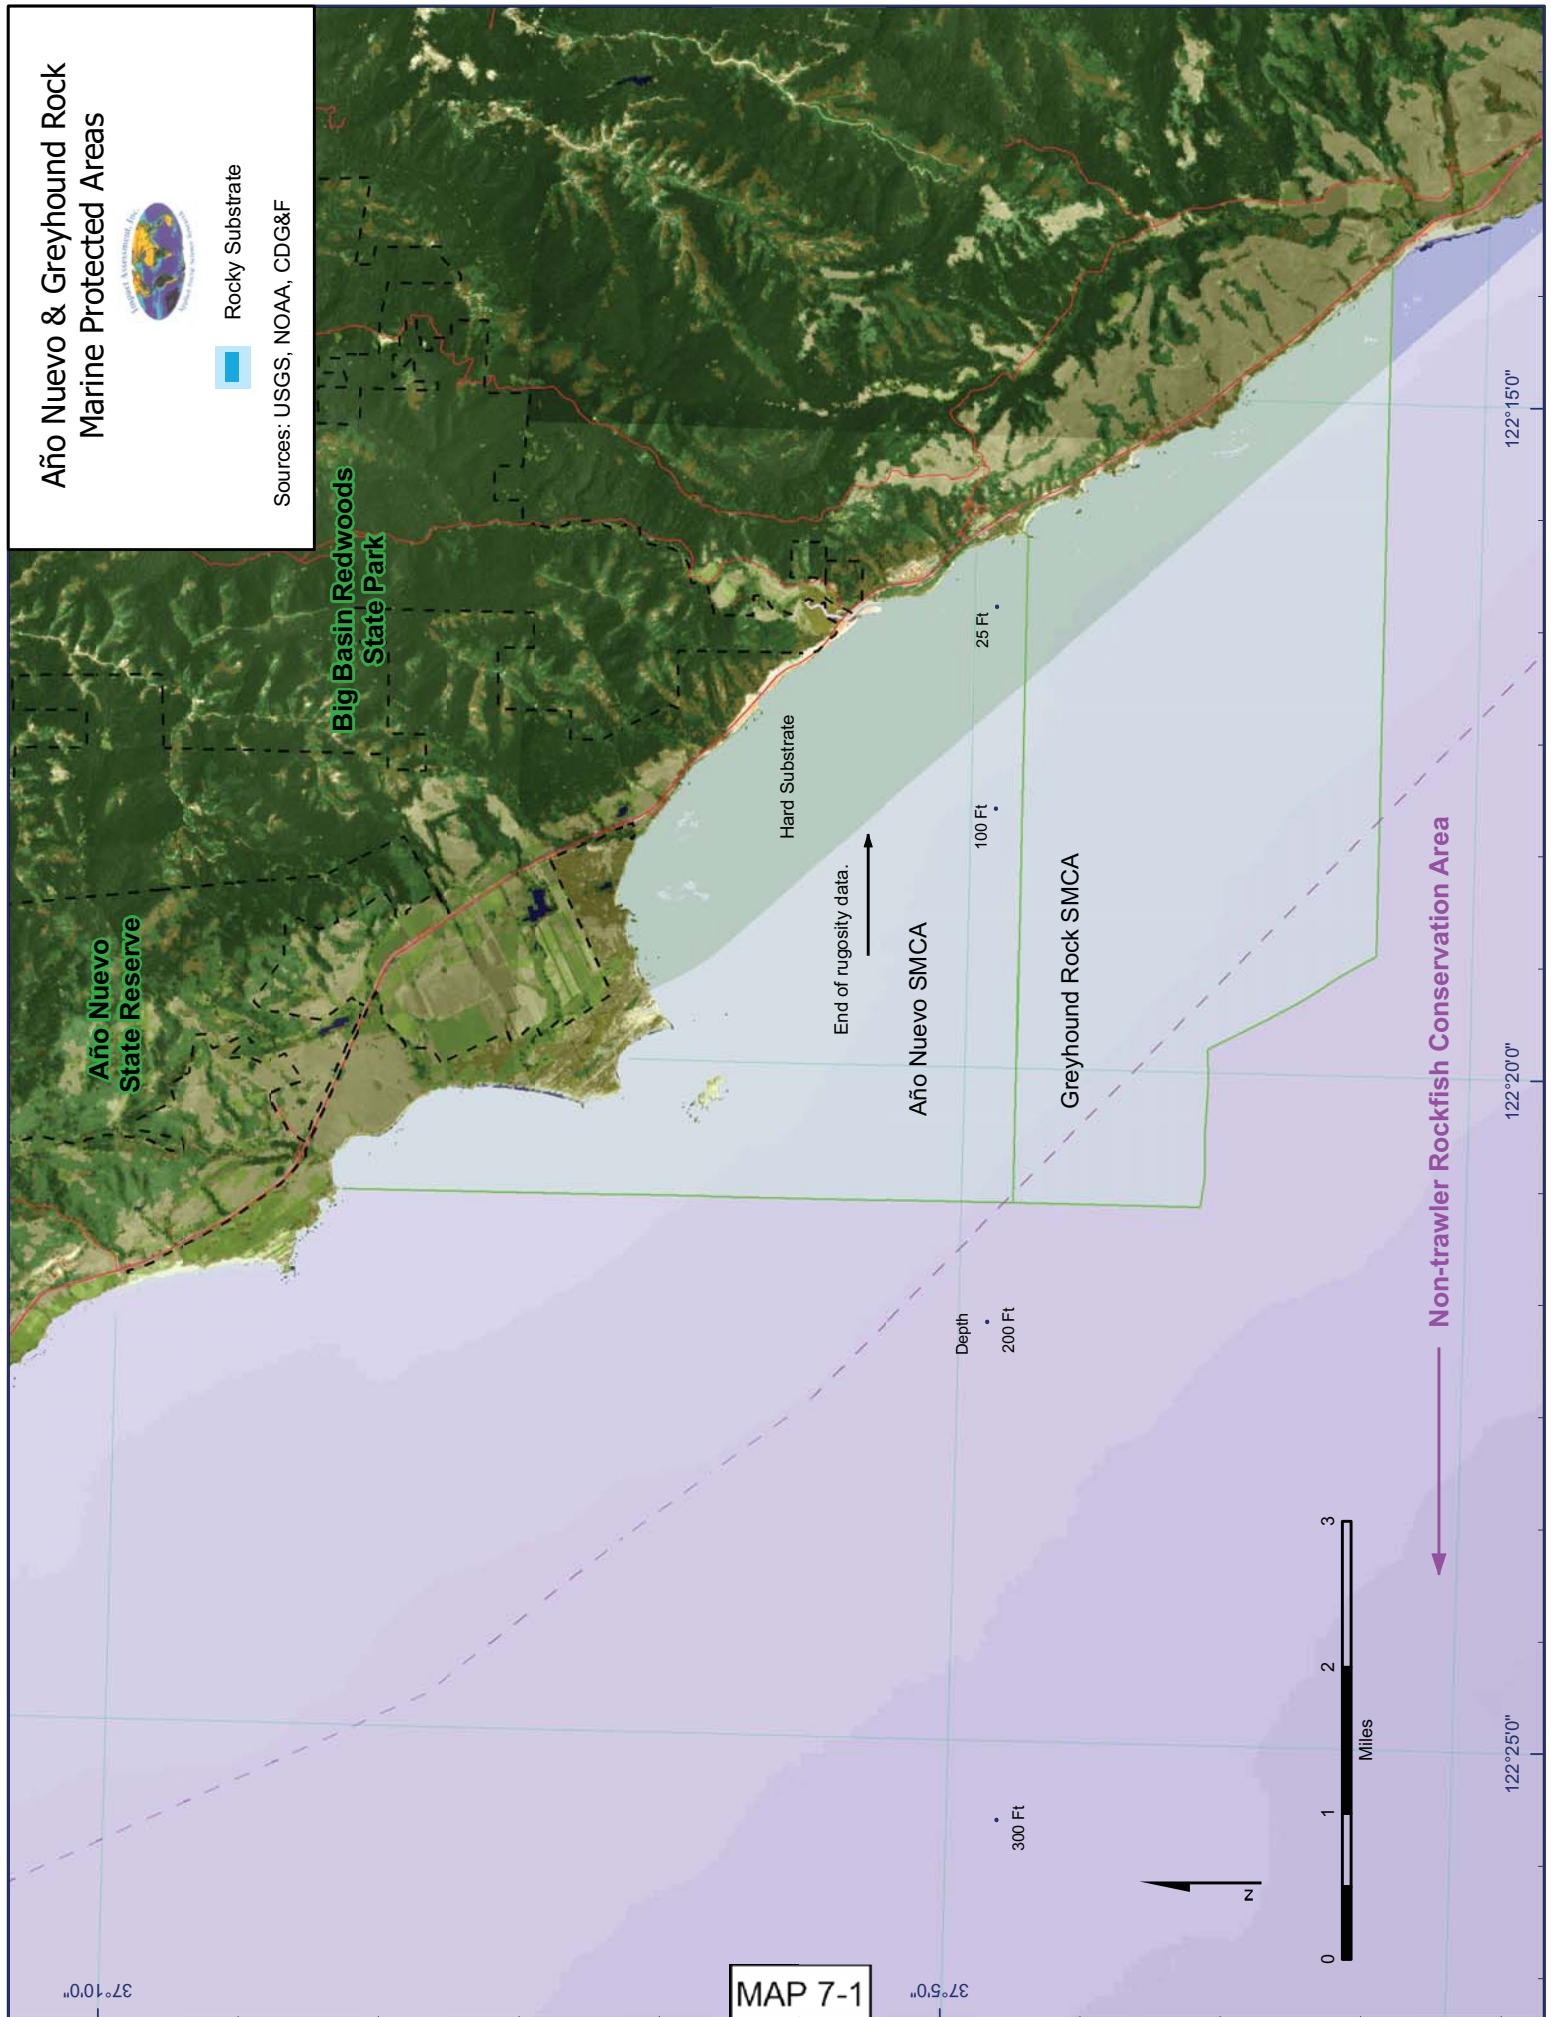 Año Nuevo & Greyhound Rock
Marine Protected Areas
Impact Assessment, Inc.
Rocky Substrate
Sources: USGS, NOAA, CDG&F
Año Nuevo
State Reserve
Big Basin Redwoods
State Park
Hard Substrate
End of rugosity data.
Año Nuevo SMCA
Greyhound Rock SMCA
Depth
200 Ft
100 Ft
25 Ft
300 Ft
Non-trawler Rockfish Conservation Area
N
0
1
2
3
Miles
37°10'0"
37°5'0"
122°25'0"
122°20'0"
122°15'0"
MAP 7-1